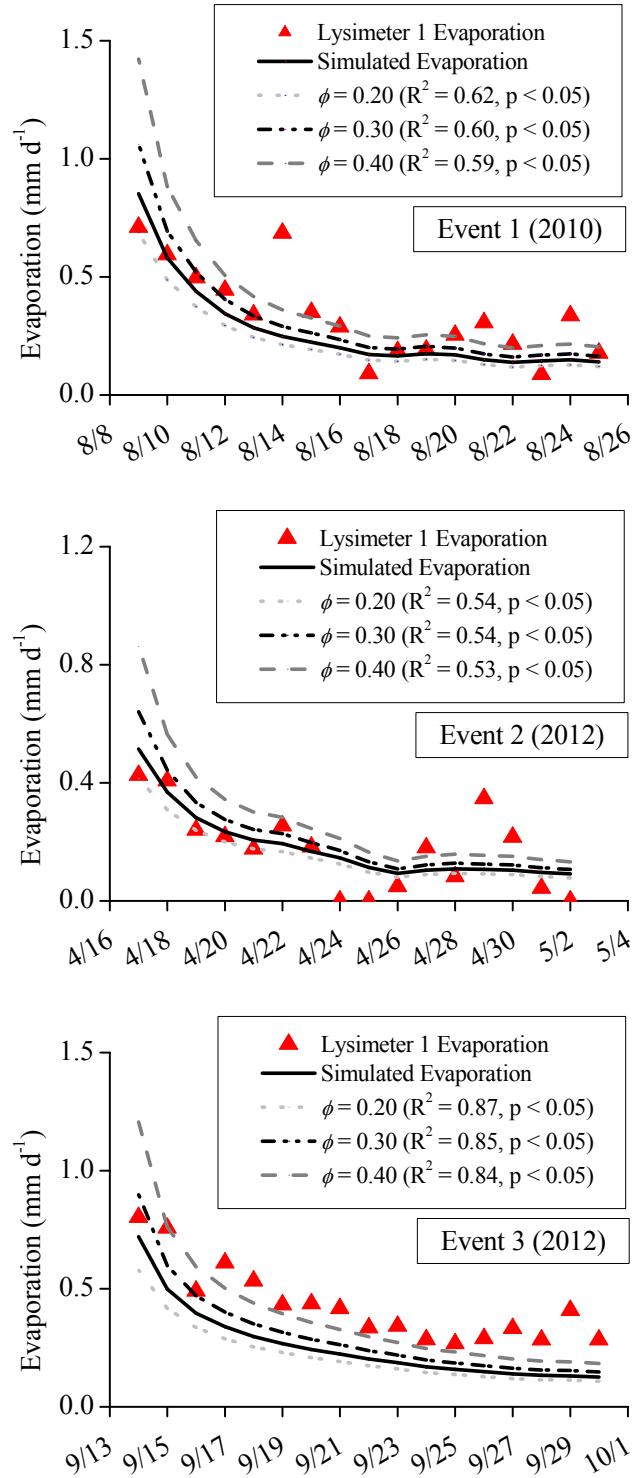 Lysimeter 1 Evaporation
Simulated Evaporation
ϕ = 0.20 (R² = 0.62, p < 0.05)
ϕ = 0.30 (R² = 0.60, p < 0.05)
ϕ = 0.40 (R² = 0.59, p < 0.05)
Event 1 (2010)
Evaporation (mm d⁻¹)
1.5
1.0
0.5
0.0
8/8 8/10 8/12 8/14 8/16 8/18 8/20 8/22 8/24 8/26
Lysimeter 1 Evaporation
Simulated Evaporation
ϕ = 0.20 (R² = 0.54, p < 0.05)
ϕ = 0.30 (R² = 0.54, p < 0.05)
ϕ = 0.40 (R² = 0.53, p < 0.05)
Event 2 (2012)
Evaporation (mm d⁻¹)
1.2
0.8
0.4
0.0
4/16 4/18 4/20 4/22 4/24 4/26 4/28 4/30 5/2 5/4
Lysimeter 1 Evaporation
Simulated Evaporation
ϕ = 0.20 (R² = 0.87, p < 0.05)
ϕ = 0.30 (R² = 0.85, p < 0.05)
ϕ = 0.40 (R² = 0.84, p < 0.05)
Event 3 (2012)
Evaporation (mm d⁻¹)
1.5
1.0
0.5
0.0
9/13 9/15 9/17 9/19 9/21 9/23 9/25 9/27 9/29 10/1